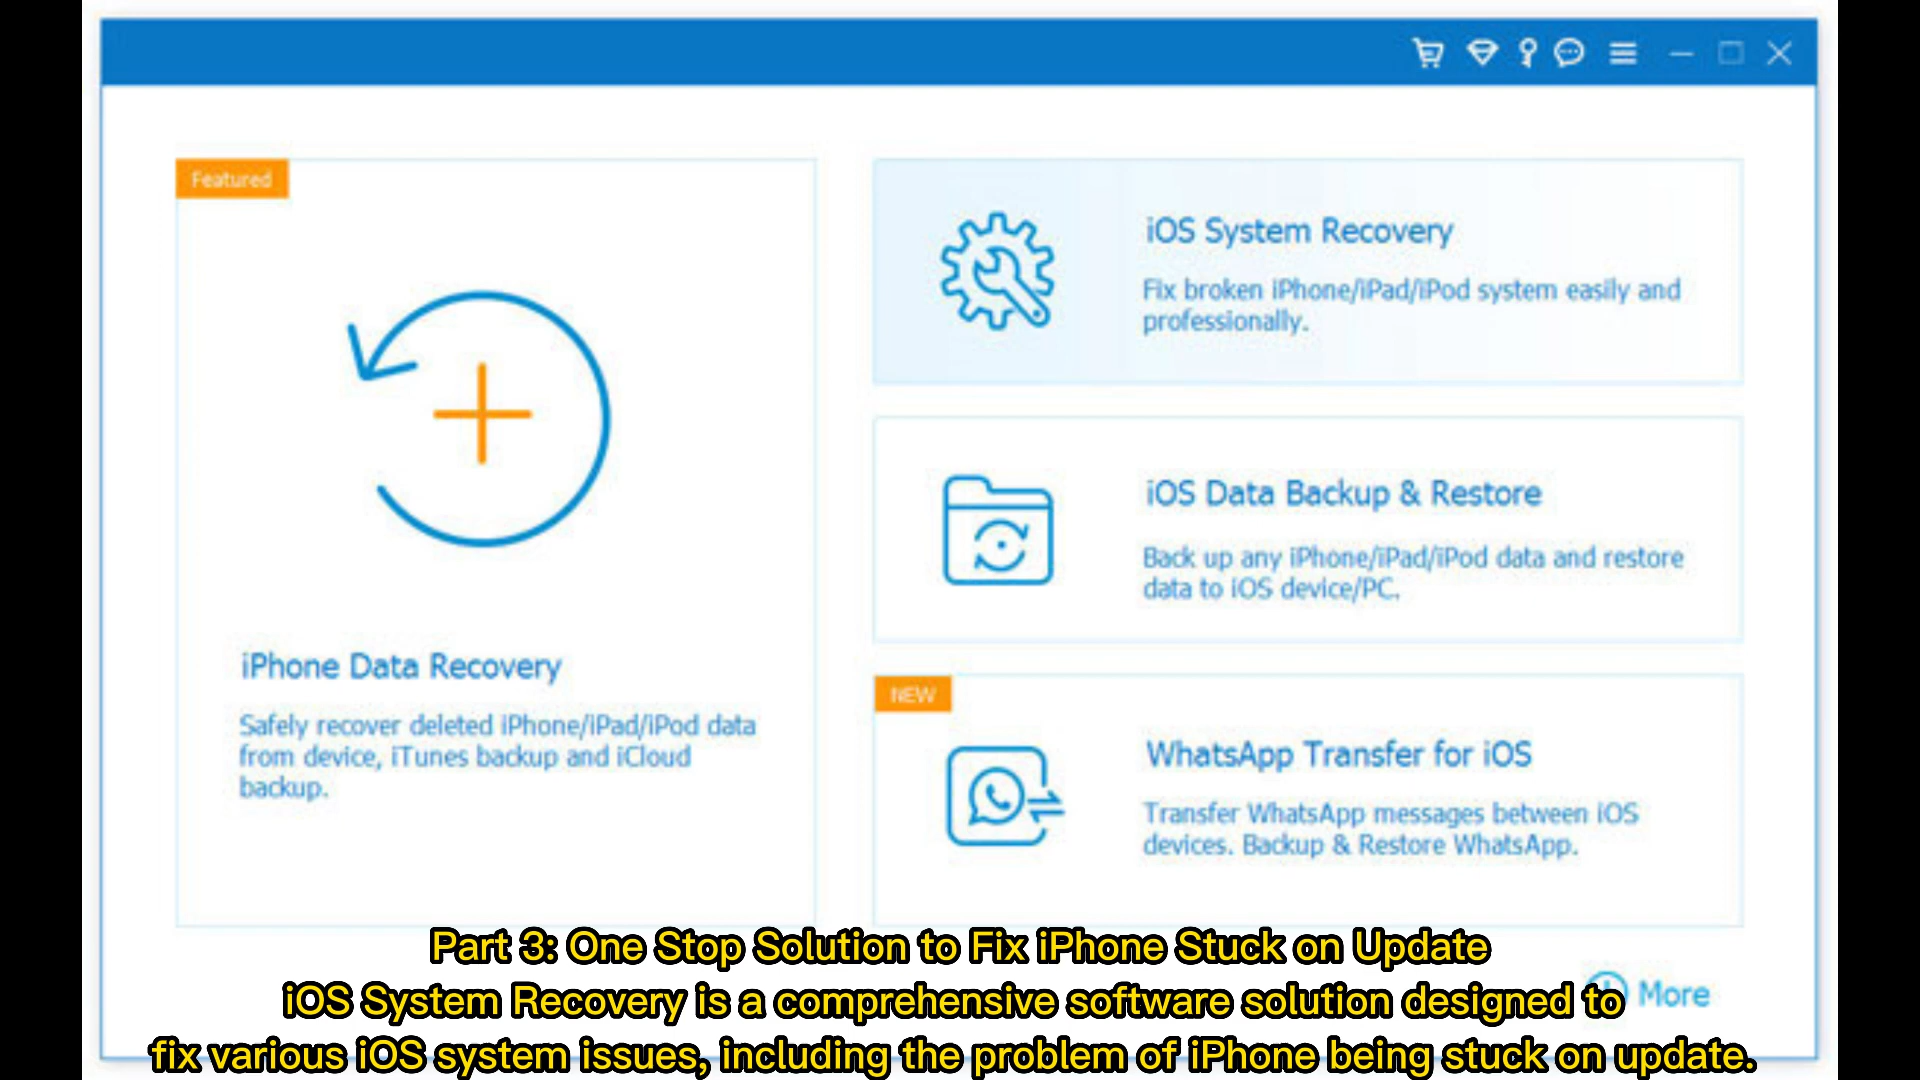 Featured
iPhone Data Recovery
Safely recover deleted iPhone/iPad/iPod data
from device, iTunes backup and iCloud
backup.
iOS System Recovery
Fix broken iPhone/iPad/iPod system easily and
professionally.
iOS Data Backup & Restore
Back up any iPhone/iPad/iPod data and restore
data to iOS device/PC.
NEW
WhatsApp Transfer for iOS
Transfer WhatsApp messages between iOS
devices. Backup & Restore WhatsApp.
More
Part 3: One Stop Solution to Fix iPhone Stuck on Update
iOS System Recovery is a comprehensive software solution designed to
fix various iOS system issues, including the problem of iPhone being stuck on update.